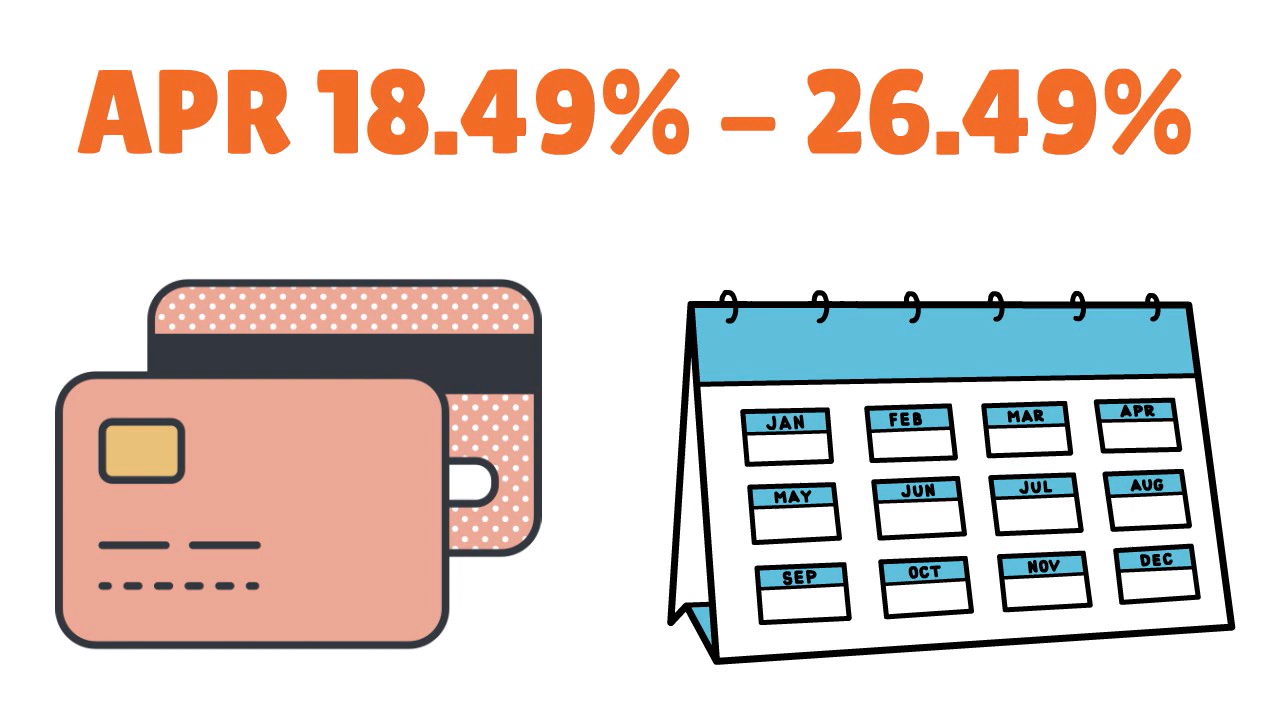 APR 18.49% – 26.49%
JAN FEB MAR APR
MAY JUN JUL AUG
SEP OCT NOV DEC